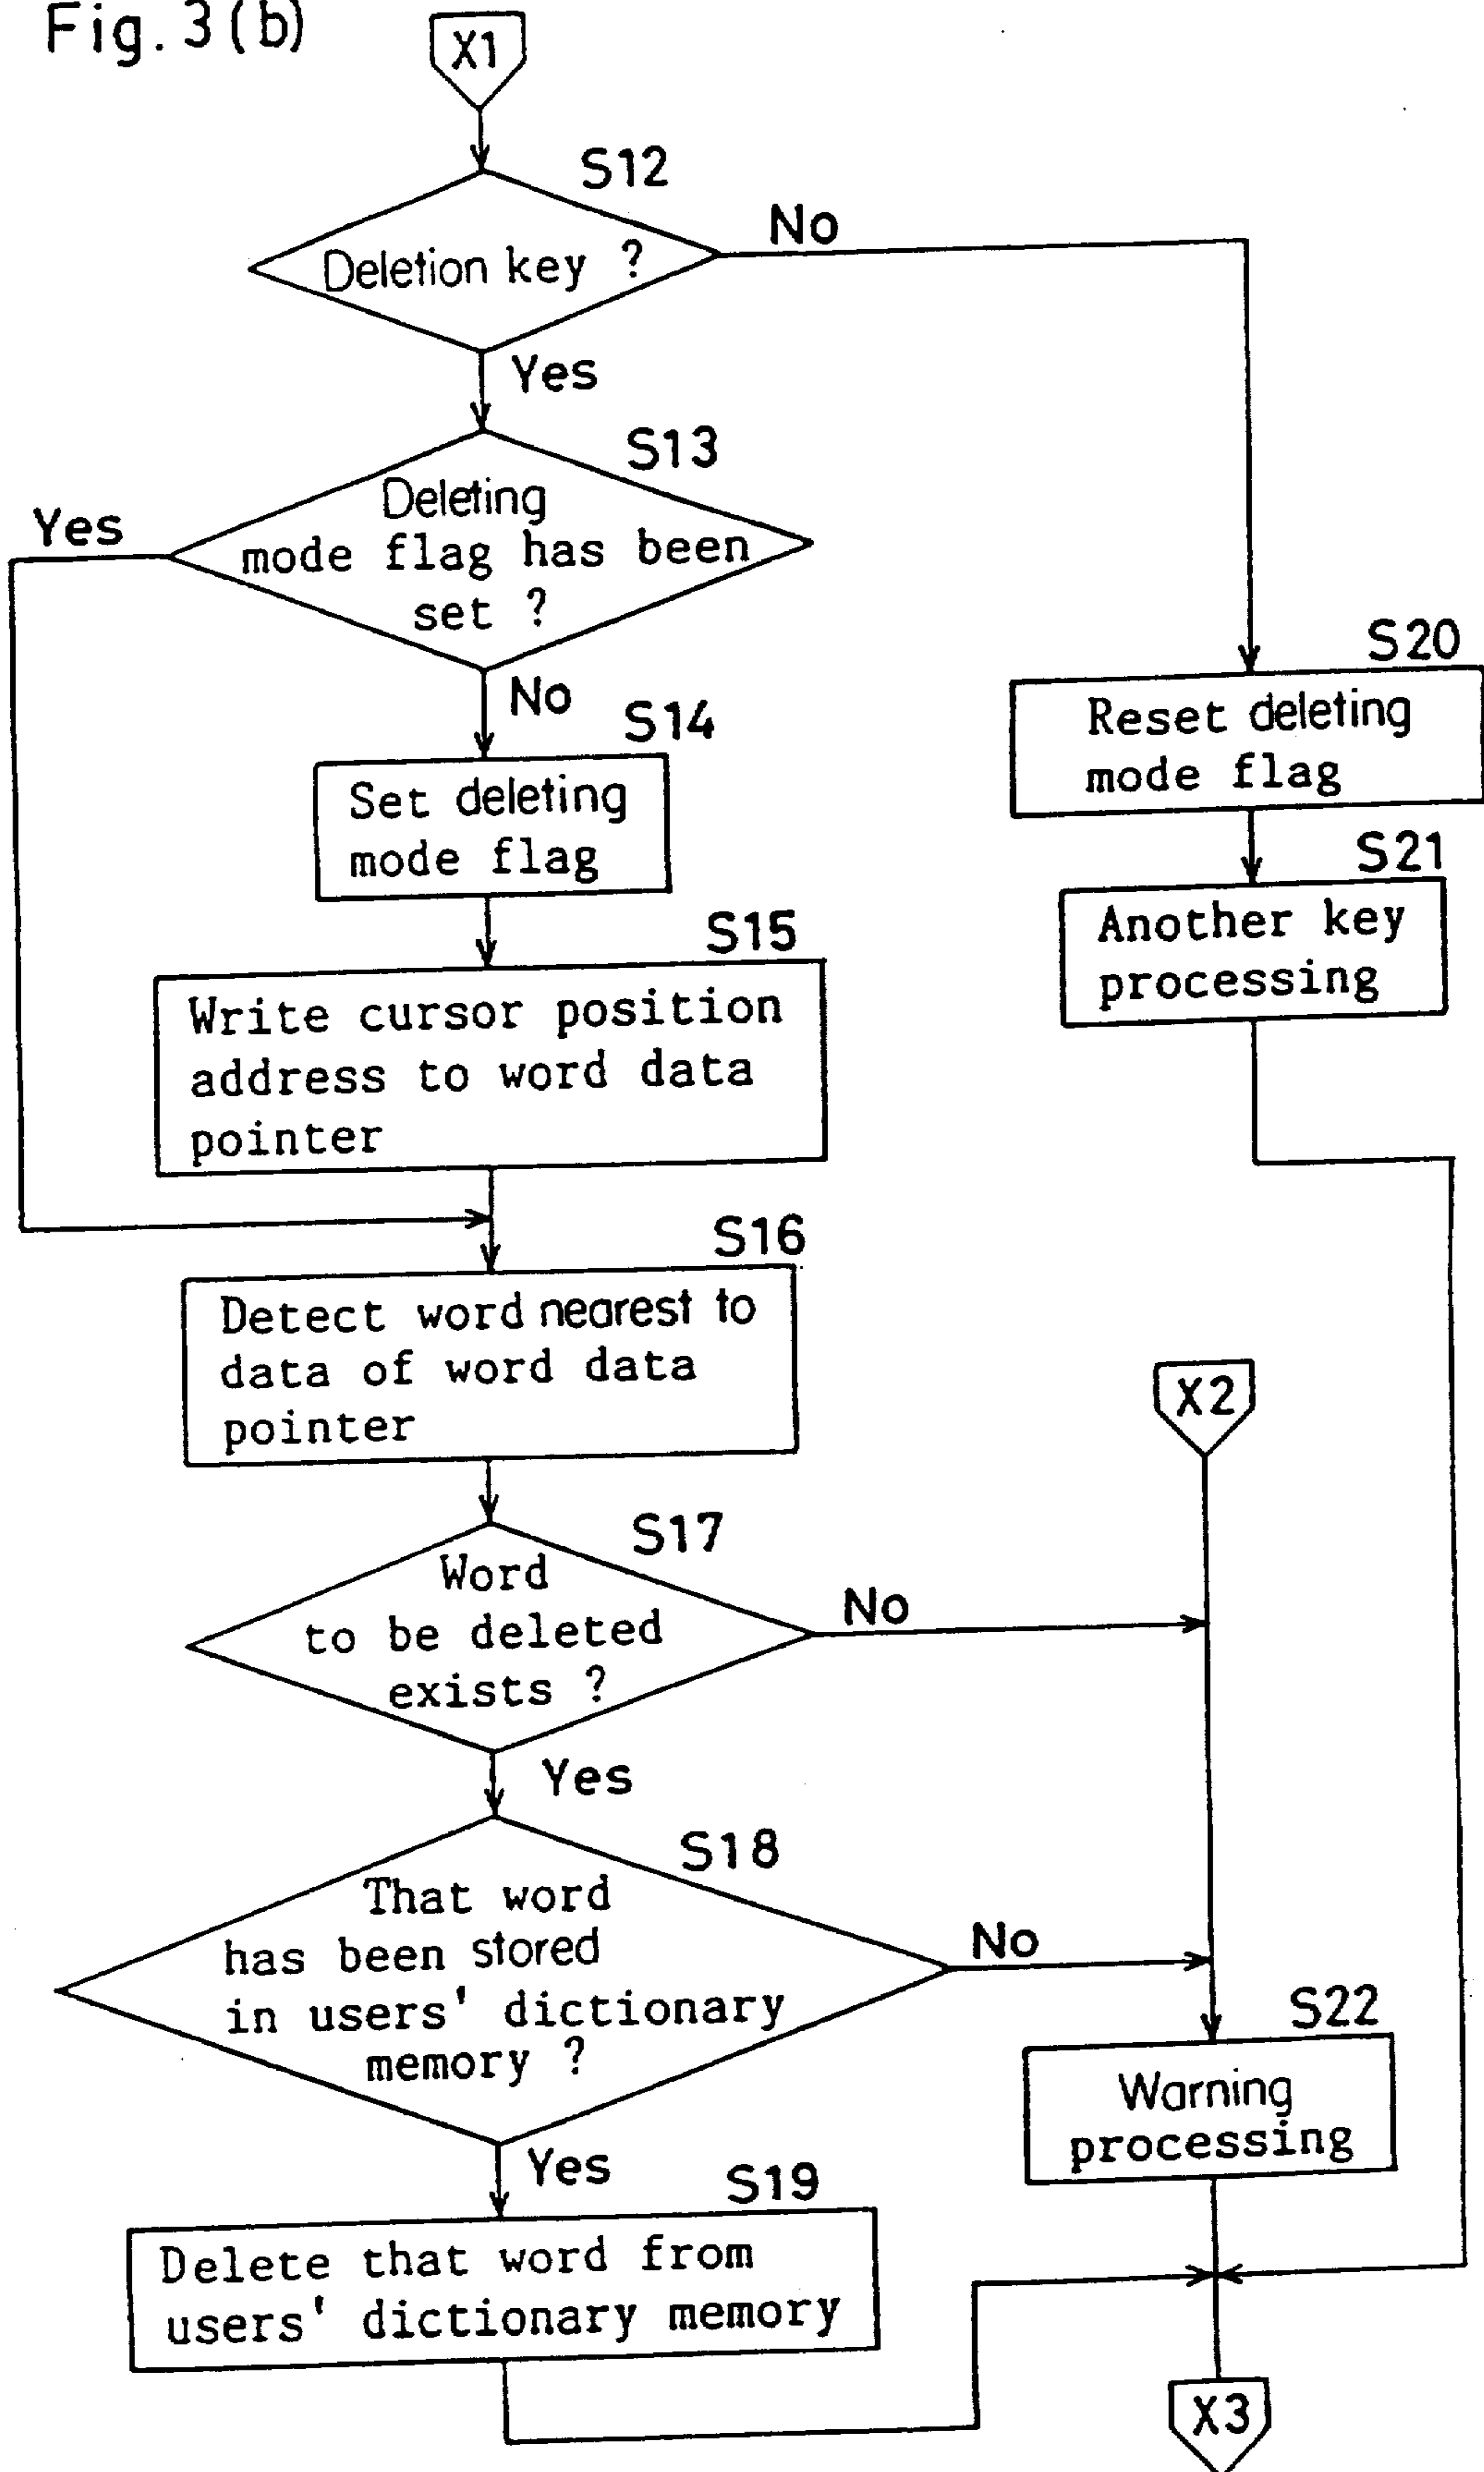 Fig. 3 (b)
X1
S12
Deletion key ?
No
Yes
S13
Deleting
mode flag has been
set ?
Yes
No
S14
Set deleting
mode flag
S15
Write cursor position
address to word data
pointer
S16
Detect word nearest to
data of word data
pointer
S17
Word
to be deleted
exists ?
No
Yes
S18
That word
has been stored
in users' dictionary
memory ?
No
Yes
S19
Delete that word from
users' dictionary memory
S20
Reset deleting
mode flag
S21
Another key
processing
X2
S22
Warning
processing
X3